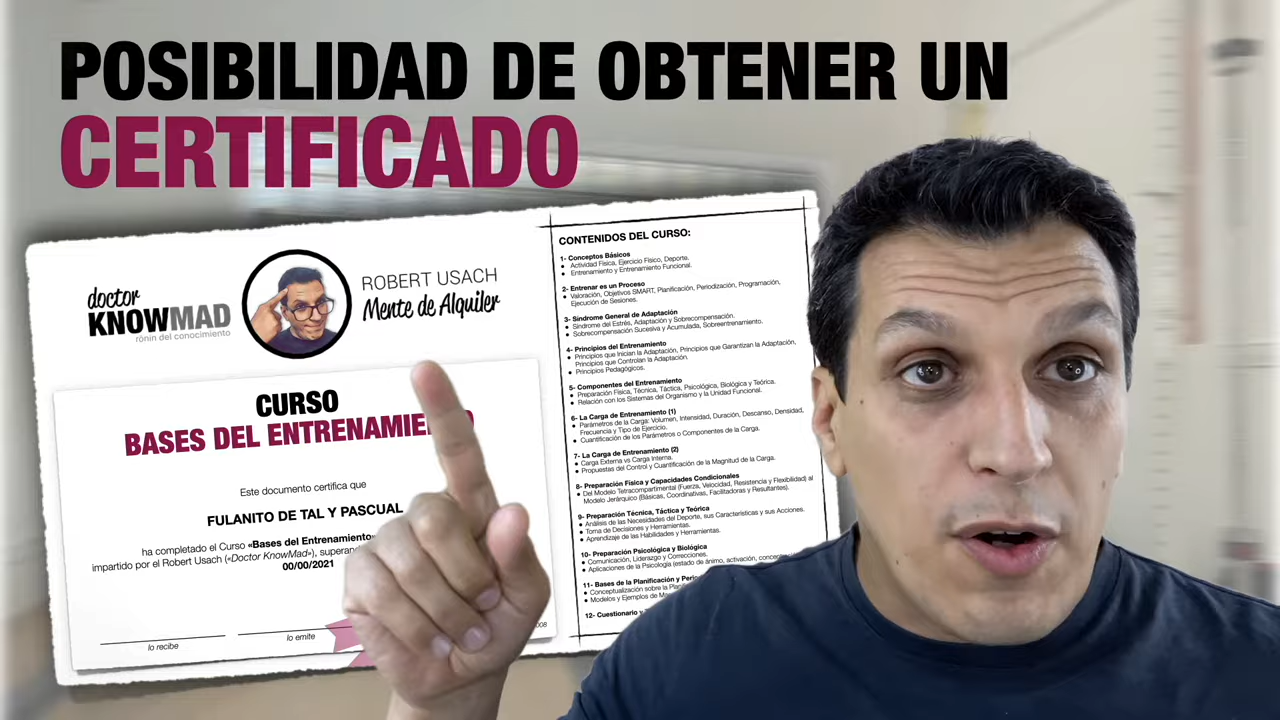 POSIBILIDAD DE OBTENER UN
CERTIFICADO
doctor
KNOWMAD
rōnin del conocimiento
ROBERT USACH
Mente de Alquiler
CURSO
BASES DEL ENTRENAMIE
Este documento certifica que
FULANITO DE TAL Y PASCUAL
ha completado el Curso «Bases del Entrenamiento»
impartido por el Robert Usach («Doctor KnowMad»), superan
00/00/2021
lo recibe
lo emite
008
CONTENIDOS DEL CURSO:
1- Conceptos Básicos
• Actividad Física, Ejercicio Físico, Deporte.
• Entrenamiento y Entrenamiento Funcional.
2- Entrenar es un Proceso
• Valoración, Objetivos SMART, Planificación, Periodización, Programación,
Ejecución de Sesiones.
3- Síndrome General de Adaptación
• Síndrome del Estrés, Adaptación y Sobrecompensación.
• Sobrecompensación Sucesiva y Acumulada, Sobreentrenamiento.
4- Principios del Entrenamiento
• Principios que Inician la Adaptación, Principios que Garantizan la Adaptación,
Principios que Controlan la Adaptación.
• Principios Pedagógicos.
5- Componentes del Entrenamiento
• Preparación Física, Técnica, Táctica, Psicológica, Biológica y Teórica.
• Relación con los Sistemas del Organismo y la Unidad Funcional.
6- La Carga de Entrenamiento (1)
• Parámetros de la Carga: Volumen, Intensidad, Duración, Descanso, Densidad,
Frecuencia y Tipo de Ejercicio.
• Cuantificación de los Parámetros o Componentes de la Carga.
7- La Carga de Entrenamiento (2)
• Carga Externa vs Carga Interna.
• Propuestas del Control y Cuantificación de la Magnitud de la Carga.
8- Preparación Física y Capacidades Condicionales
• Del Modelo Tetracompartimental (Fuerza, Velocidad, Resistencia y Flexibilidad) al
Modelo Jerárquico (Básicas, Coordinativas, Facilitadoras y Resultantes).
9- Preparación Técnica, Táctica y Teórica
• Análisis de las Necesidades del Deporte, sus Características y sus Acciones.
• Toma de Decisiones y Herramientas.
• Aprendizaje de las Habilidades y Herramientas.
10- Preparación Psicológica y Biológica
• Comunicación, Liderazgo y Correcciones.
• Aplicaciones de la Psicología (estado de ánimo, activación, concent
11- Bases de la Planificación y Perio
• Conceptualización sobre la Planif
• Modelos y Ejemplos de Ma
12- Cuestionario y